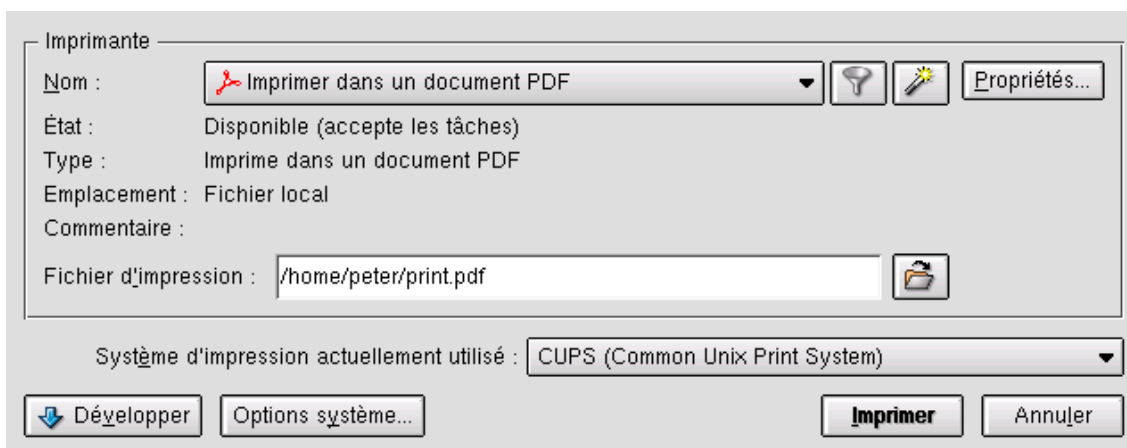 Imprimante
Nom : Imprimer dans un document PDF Propriétés...
État : Disponible (accepte les tâches)
Type : Imprime dans un document PDF
Emplacement : Fichier local
Commentaire :
Fichier d'impression : /home/peter/print.pdf
Système d'impression actuellement utilisé : CUPS (Common Unix Print System)
Développer Options système... Imprimer Annuler